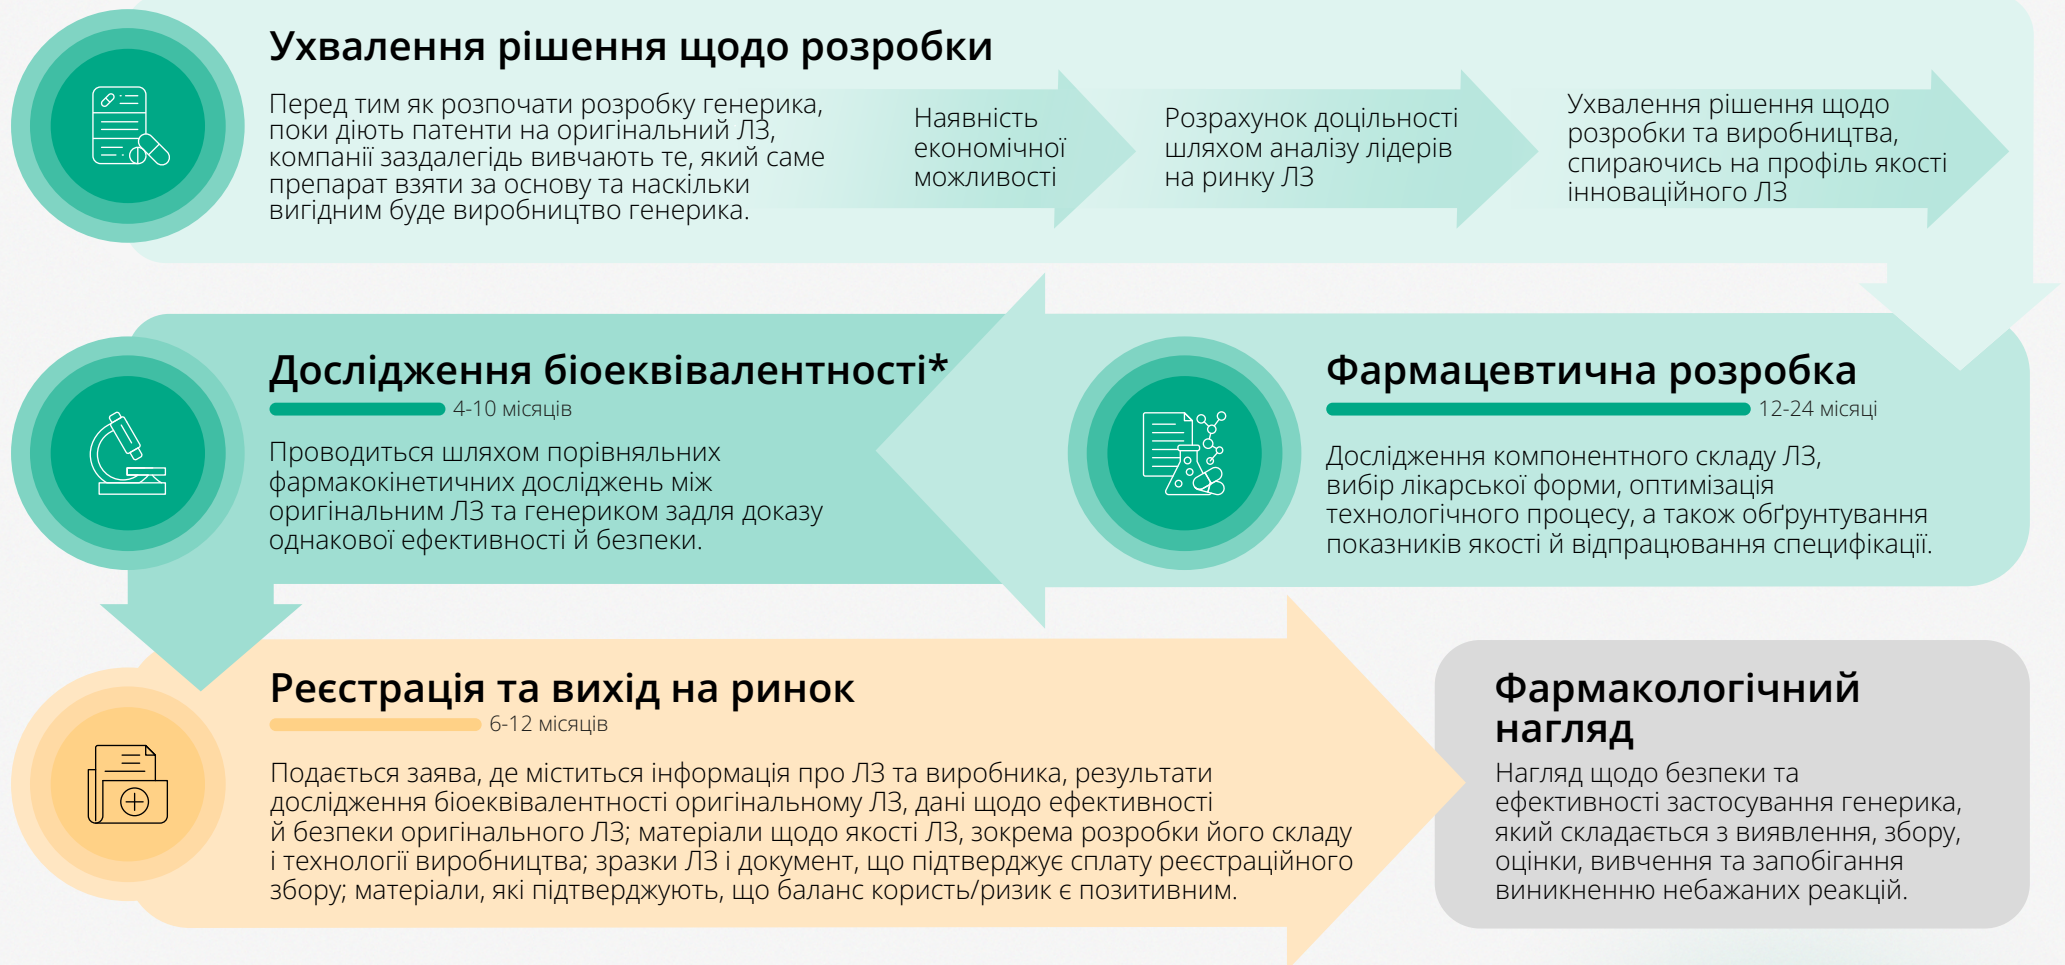 Ухвалення рішення щодо розробки
Перед тим як розпочати розробку генерика,
поки діють патенти на оригінальний ЛЗ,
компанії заздалегідь вивчають те, який саме
препарат взяти за основу та наскільки
вигідним буде виробництво генерика.
Наявність
економічної
можливості
Розрахунок доцільності
шляхом аналізу лідерів
на ринку ЛЗ
Ухвалення рішення щодо
розробки та виробництва,
спираючись на профіль якості
інноваційного ЛЗ
Фармацевтична розробка
12-24 місяці
Дослідження компонентного складу ЛЗ,
вибір лікарської форми, оптимізація
технологічного процесу, а також обґрунтування
показників якості й відпрацювання специфікації.
Дослідження біоеквівалентності*
4-10 місяців
Проводиться шляхом порівняльних
фармакокінетичних досліджень між
оригінальним ЛЗ та генериком задля доказу
однакової ефективності й безпеки.
Реєстрація та вихід на ринок
6-12 місяців
Подається заява, де міститься інформація про ЛЗ та виробника, результати
дослідження біоеквівалентності оригінальному ЛЗ, дані щодо ефективності
й безпеки оригінального ЛЗ; матеріали щодо якості ЛЗ, зокрема розробки його складу
і технології виробництва; зразки ЛЗ і документ, що підтверджує сплату реєстраційного
збору; матеріали, які підтверджують, що баланс користь/ризик є позитивним.
Фармакологічний
нагляд
Нагляд щодо безпеки та
ефективності застосування генерика,
який складається з виявлення, збору,
оцінки, вивчення та запобігання
виникненню небажаних реакцій.